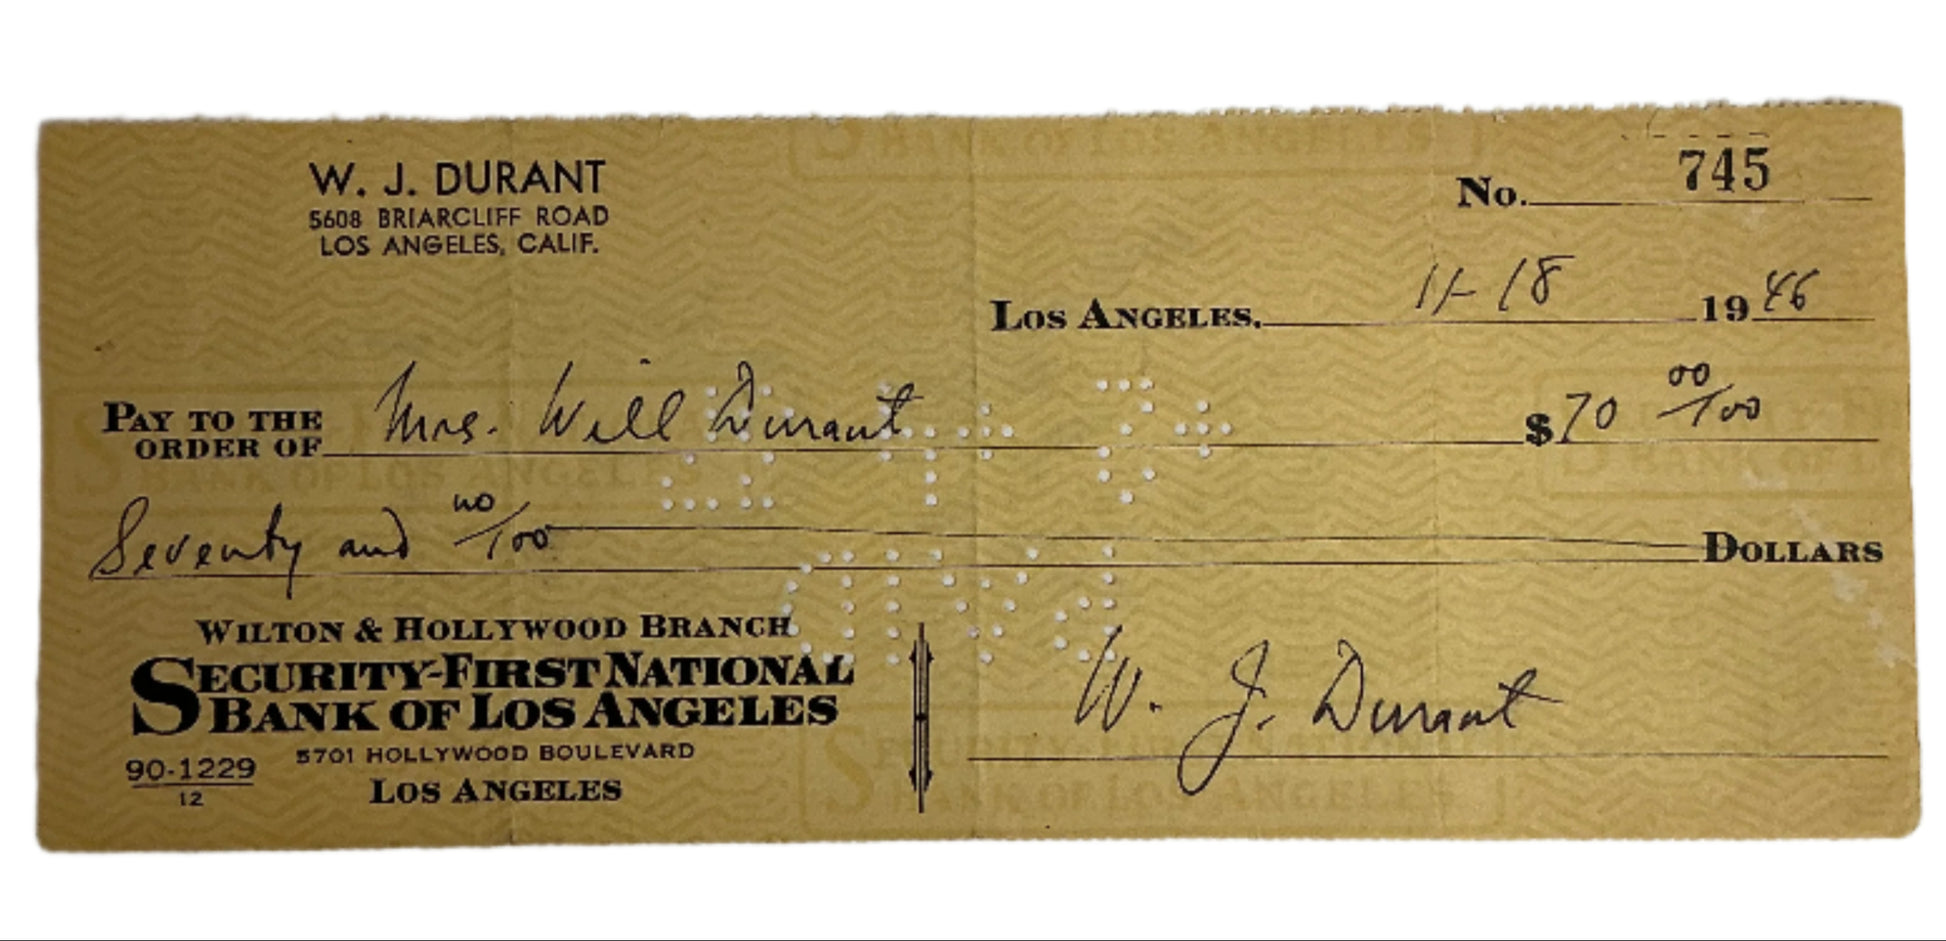 W. J. DURANT
5608 BRIARCLIFF ROAD
LOS ANGELES, CALIF.
No. 745
LOS ANGELES, 11-18 1946
PAY TO THE
ORDER OF Mrs. Will Durant $70 00/100
Seventy and no/100 DOLLARS
WILTON & HOLLYWOOD BRANCH
SECURITY-FIRST NATIONAL
BANK OF LOS ANGELES
5701 HOLLYWOOD BOULEVARD
90-1229
12
LOS ANGELES
W. J. Durant